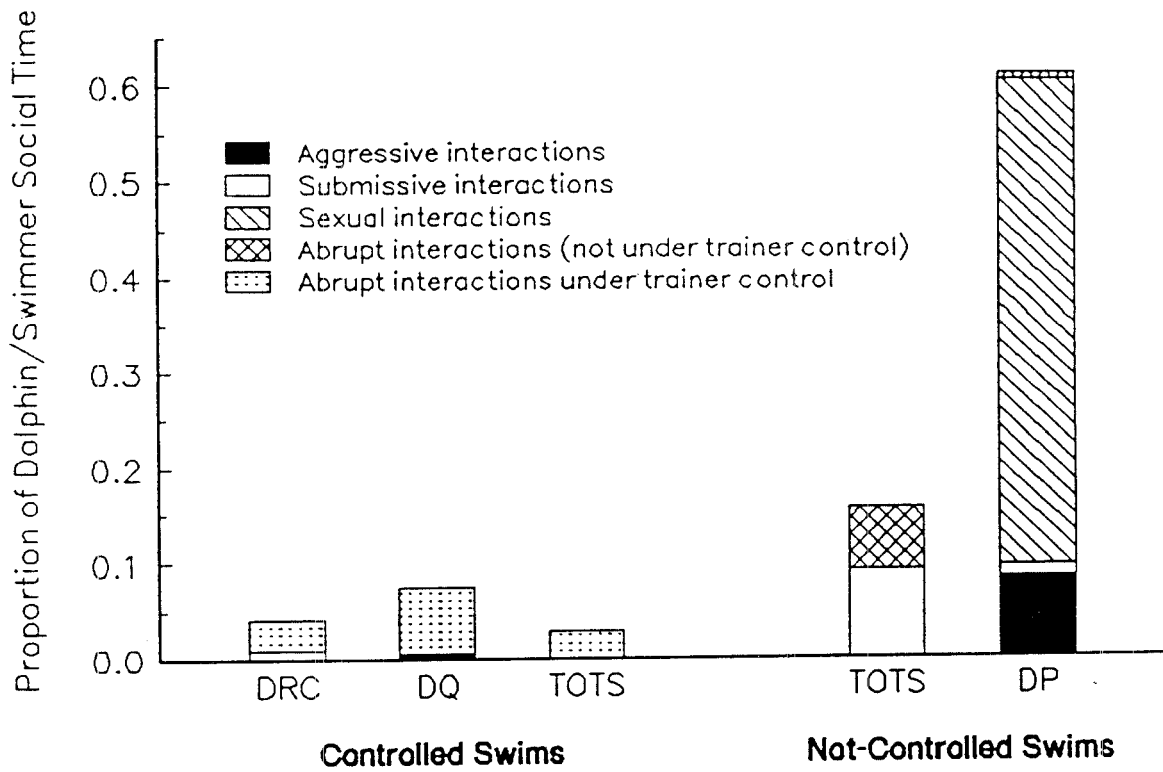 Proportion of Dolphin/Swimmer Social Time
0.6
0.5
0.4
0.3
0.2
0.1
0.0
Aggressive interactions
Submissive interactions
Sexual interactions
Abrupt interactions (not under trainer control)
Abrupt interactions under trainer control
DRC DQ TOTS TOTS DP
Controlled Swims Not-Controlled Swims